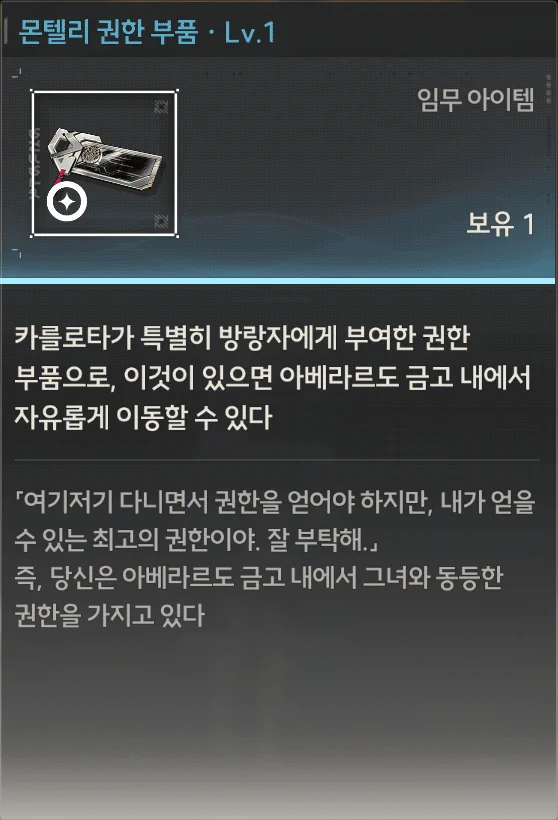 몬텔리 권한 부품 · Lv.1
임무 아이템
보유 1
카를로타가 특별히 방랑자에게 부여한 권한
부품으로, 이것이 있으면 아베라르도 금고 내에서
자유롭게 이동할 수 있다
「여기저기 다니면서 권한을 얻어야 하지만, 내가 얻을
수 있는 최고의 권한이야. 잘 부탁해.」
즉, 당신은 아베라르도 금고 내에서 그녀와 동등한
권한을 가지고 있다